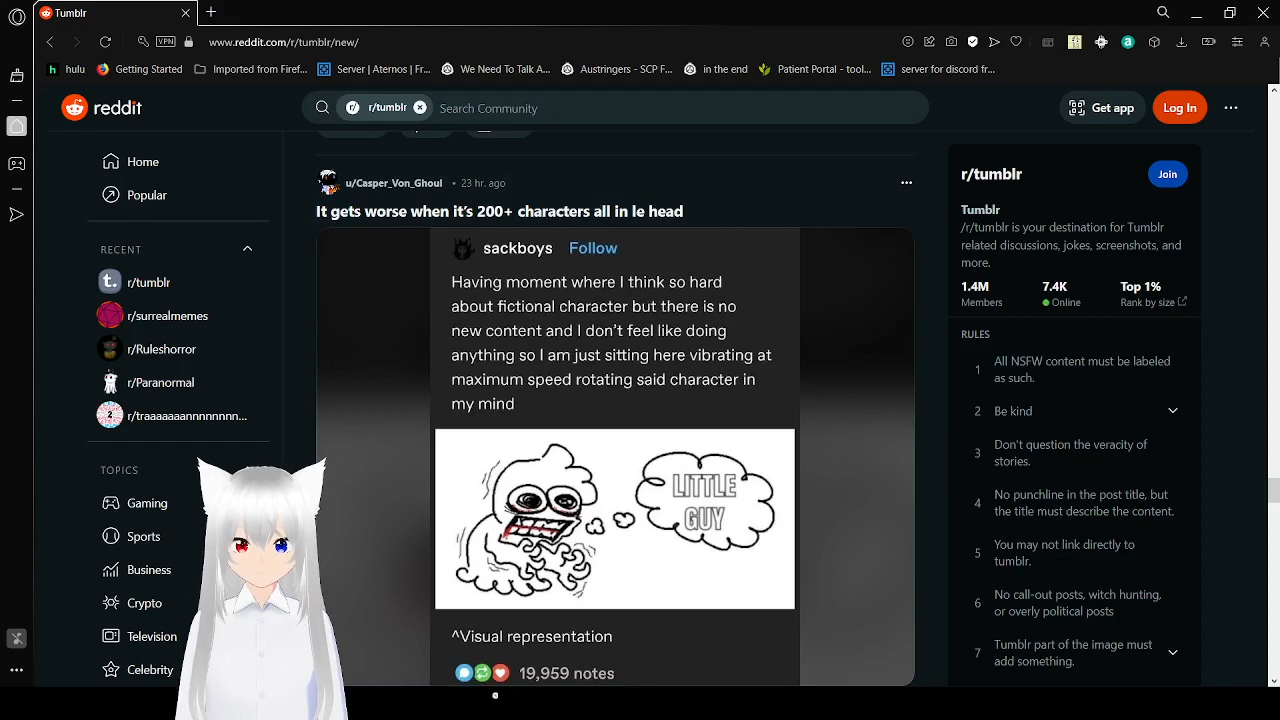 Tumblr
VPN
www.reddit.com/r/tumblr/new/
hulu
Getting Started
Imported from Firef...
Server | Aternos | Fr...
We Need To Talk A...
Austringers - SCP F...
in the end
Patient Portal - tool...
server for discord fr...
reddit
r/ r/tumblr
Search Community
Get app
Log In
Home
Popular
RECENT
r/tumblr
r/surrealmemes
r/Ruleshorror
r/Paranormal
r/traaaaaaannnnnnnn...
TOPICS
Gaming
Sports
Business
Crypto
Television
Celebrity
u/Casper_Von_Ghoul • 23 hr. ago
It gets worse when it’s 200+ characters all in le head
sackboys Follow
Having moment where I think so hard
about fictional character but there is no
new content and I don’t feel like doing
anything so I am just sitting here vibrating at
maximum speed rotating said character in
my mind
LITTLE
GUY
^Visual representation
19,959 notes
r/tumblr
Join
Tumblr
/r/tumblr is your destination for Tumblr
related discussions, jokes, screenshots, and
more.
1.4M 7.4K Top 1%
Members Online Rank by size
RULES
1 All NSFW content must be labeled
as such.
2 Be kind
3 Don't question the veracity of
stories.
4 No punchline in the post title, but
the title must describe the content.
5 You may not link directly to
tumblr.
6 No call-out posts, witch hunting,
or overly political posts
7 Tumblr part of the image must
add something.